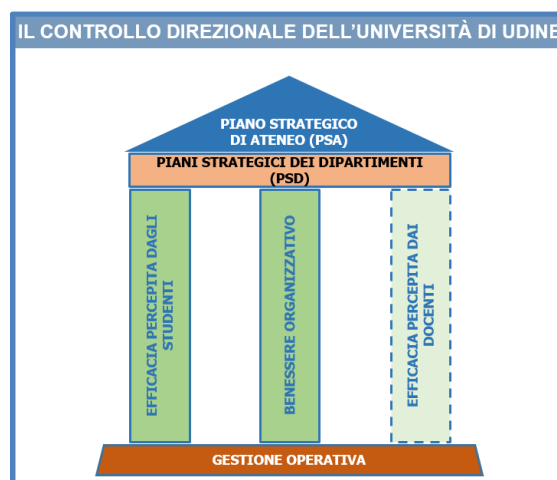 IL CONTROLLO DIREZIONALE DELL'UNIVERSITÀ DI UDINE
PIANO STRATEGICO
DI ATENEO (PSA)
PIANI STRATEGICI DEI DIPARTIMENTI
(PSD)
EFFICACIA PERCEPITA DAGLI
STUDENTI
BENESSERE ORGANIZZATIVO
EFFICACIA PERCEPITA DAI
DOCENTI
GESTIONE OPERATIVA